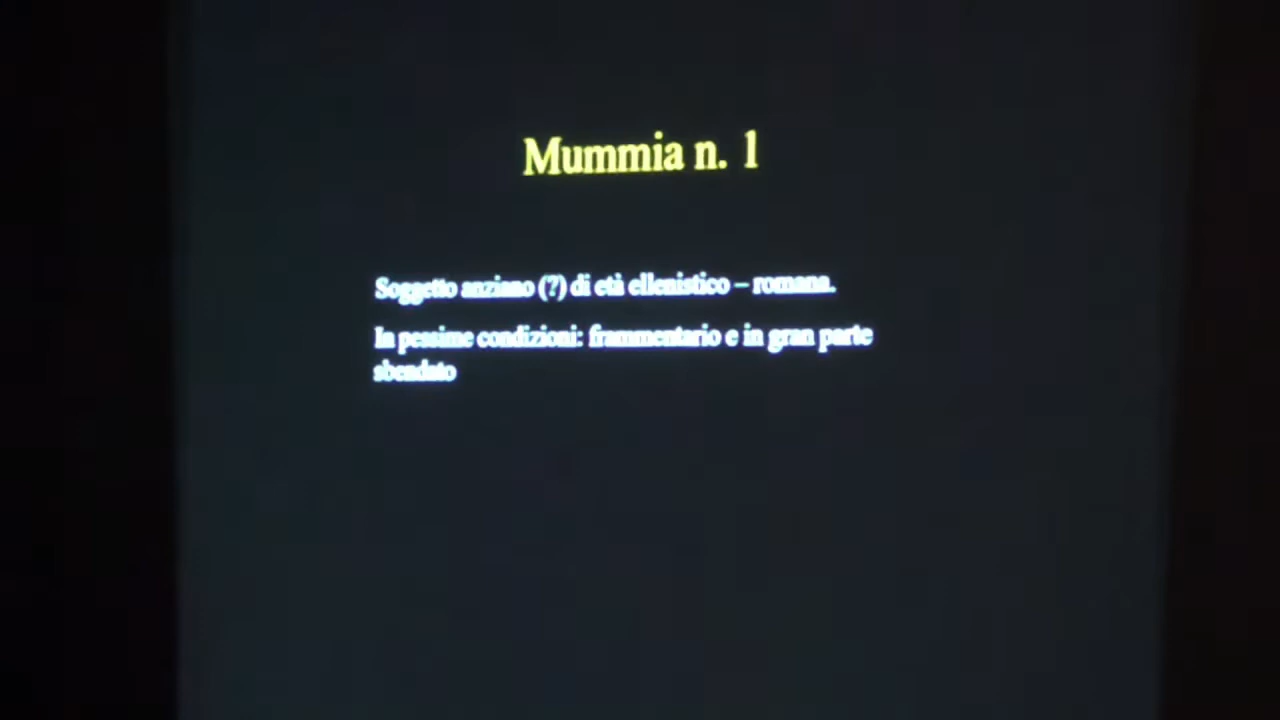 Mummia n. 1
Soggetto anziano (?) di età ellenistico – romana.
In pessime condizioni: frammentario e in gran parte
sbendato